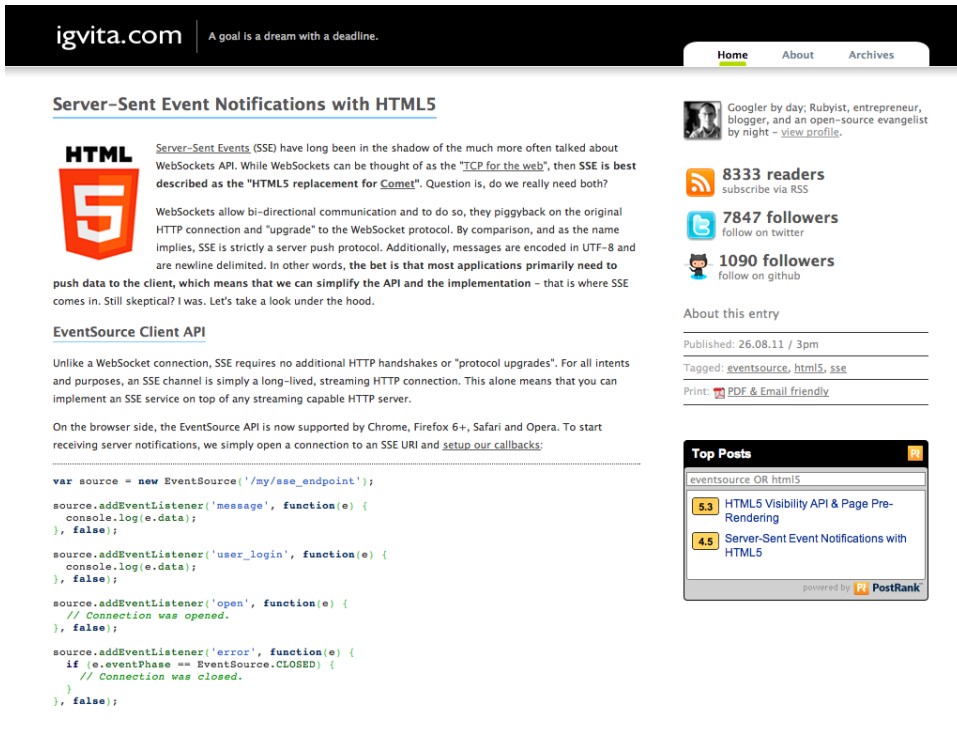 igvita.com
A goal is a dream with a deadline.
Home About Archives
Server-Sent Event Notifications with HTML5
HTML
5
Server-Sent Events (SSE) have long been in the shadow of the much more often talked about
WebSockets API. While WebSockets can be thought of as the "TCP for the web", then SSE is best
described as the "HTML5 replacement for Comet". Question is, do we really need both?
WebSockets allow bi-directional communication and to do so, they piggyback on the original
HTTP connection and "upgrade" to the WebSocket protocol. By comparison, and as the name
implies, SSE is strictly a server push protocol. Additionally, messages are encoded in UTF-8 and
are newline delimited. In other words, the bet is that most applications primarily need to
push data to the client, which means that we can simplify the API and the implementation – that is where SSE
comes in. Still skeptical? I was. Let's take a look under the hood.
EventSource Client API
Unlike a WebSocket connection, SSE requires no additional HTTP handshakes or "protocol upgrades". For all intents
and purposes, an SSE channel is simply a long-lived, streaming HTTP connection. This alone means that you can
implement an SSE service on top of any streaming capable HTTP server.
On the browser side, the EventSource API is now supported by Chrome, Firefox 6+, Safari and Opera. To start
receiving server notifications, we simply open a connection to an SSE URI and setup our callbacks:
var source = new EventSource('/my/sse_endpoint');
source.addEventListener('message', function(e) {
  console.log(e.data);
}, false);
source.addEventListener('user_login', function(e) {
  console.log(e.data);
}, false);
source.addEventListener('open', function(e) {
  // Connection was opened.
}, false);
source.addEventListener('error', function(e) {
  if (e.eventPhase == EventSource.CLOSED) {
    // Connection was closed.
  }
}, false);
Googler by day; Rubyist, entrepreneur,
blogger, and an open-source evangelist
by night – view profile.
8333 readers
subscribe via RSS
7847 followers
follow on twitter
1090 followers
follow on github
About this entry
Published: 26.08.11 / 3pm
Tagged: eventsource, html5, sse
Print: PDF & Email friendly
Top Posts
eventsource OR html5
5.3 HTML5 Visibility API & Page Pre-
Rendering
4.5 Server-Sent Event Notifications with
HTML5
powered by PostRank